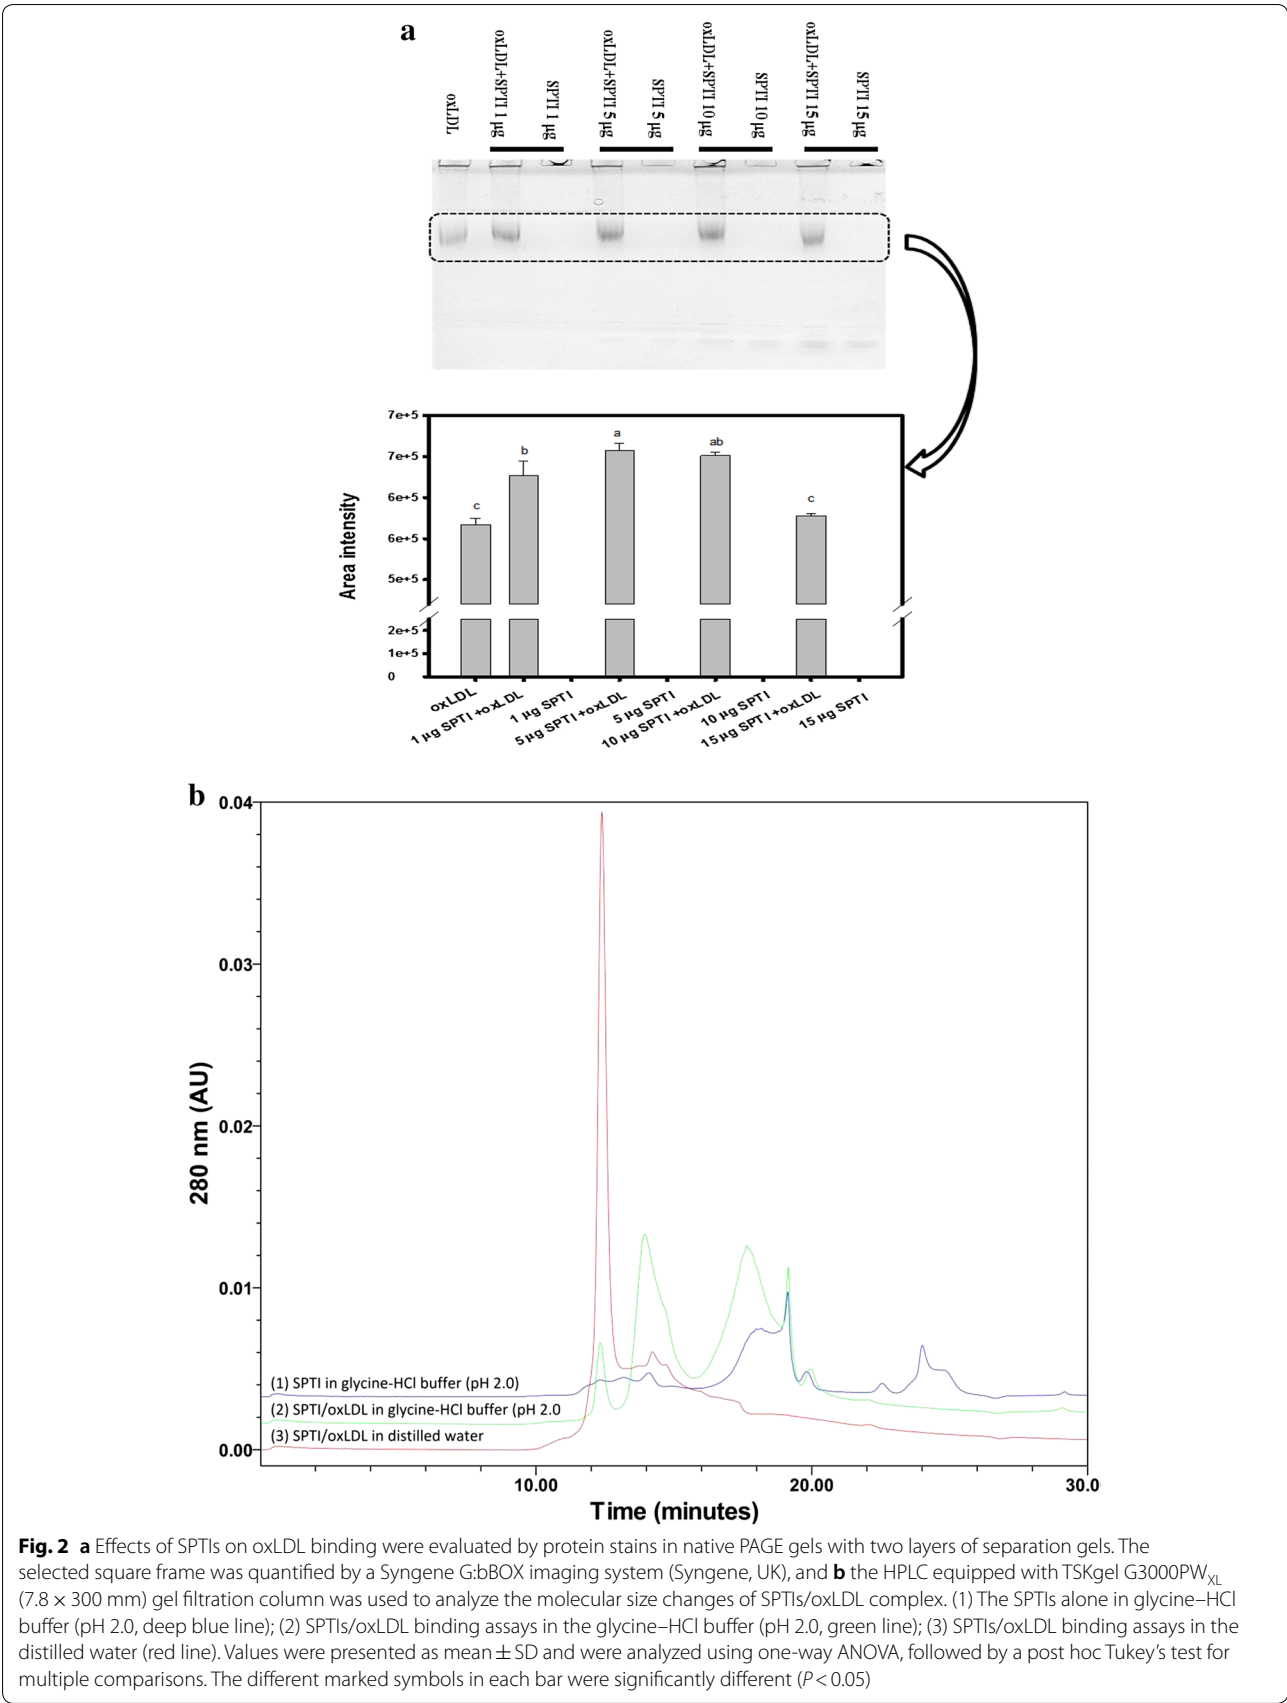 a
oxLDL
oxLDL+SPTI 1 µg
SPTI 1 µg
oxLDL+SPTI 5 µg
SPTI 5 µg
oxLDL+SPTI 10 µg
SPTI 10 µg
oxLDL+SPTI 15 µg
SPTI 15 µg
Area intensity
7e+5
7e+5
6e+5
6e+5
5e+5
2e+5
1e+5
0
c
b
a
ab
c
oxLDL
1 µg SPTI +oxLDL
1 µg SPTI
5 µg SPTI +oxLDL
5 µg SPTI
10 µg SPTI +oxLDL
10 µg SPTI
15 µg SPTI +oxLDL
15 µg SPTI
b
280 nm (AU)
0.04
0.03
0.02
0.01
0.00
(1) SPTI in glycine-HCl buffer (pH 2.0)
(2) SPTI/oxLDL in glycine-HCl buffer (pH 2.0
(3) SPTI/oxLDL in distilled water
10.00 20.00 30.0
Time (minutes)
Fig. 2 a Effects of SPTIs on oxLDL binding were evaluated by protein stains in native PAGE gels with two layers of separation gels. The
selected square frame was quantified by a Syngene G:bBOX imaging system (Syngene, UK), and b the HPLC equipped with TSKgel G3000PWXL
(7.8 × 300 mm) gel filtration column was used to analyze the molecular size changes of SPTIs/oxLDL complex. (1) The SPTIs alone in glycine–HCl
buffer (pH 2.0, deep blue line); (2) SPTIs/oxLDL binding assays in the glycine–HCl buffer (pH 2.0, green line); (3) SPTIs/oxLDL binding assays in the
distilled water (red line). Values were presented as mean ± SD and were analyzed using one-way ANOVA, followed by a post hoc Tukey's test for
multiple comparisons. The different marked symbols in each bar were significantly different (P < 0.05)